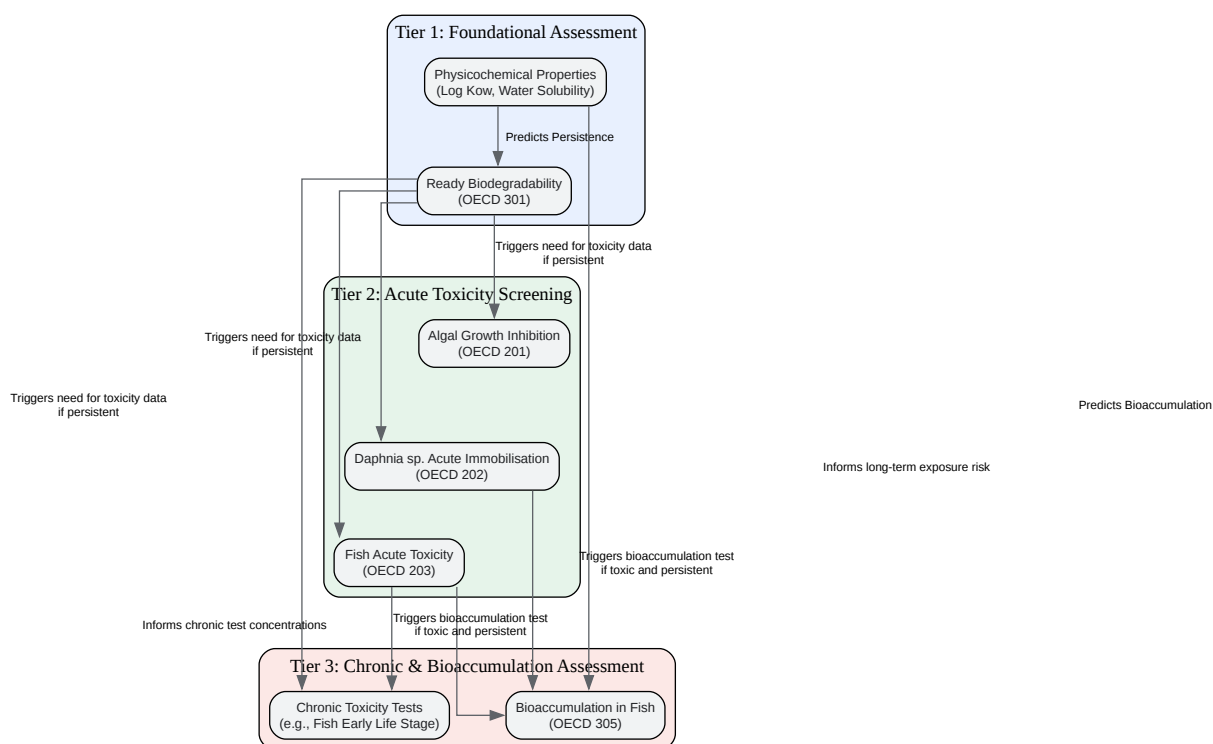 Tier 1: Foundational Assessment
Physicochemical Properties
(Log Kow, Water Solubility)
Predicts Persistence
Ready Biodegradability
(OECD 301)
Triggers need for toxicity data
if persistent
Tier 2: Acute Toxicity Screening
Algal Growth Inhibition
(OECD 201)
Triggers need for toxicity data
if persistent
Triggers need for toxicity data
if persistent
Predicts Bioaccumulation
Daphnia sp. Acute Immobilisation
(OECD 202)
Informs long-term exposure risk
Fish Acute Toxicity
(OECD 203)
Triggers bioaccumulation test
if toxic and persistent
Informs chronic test concentrations
Triggers bioaccumulation test
if toxic and persistent
Tier 3: Chronic & Bioaccumulation Assessment
Chronic Toxicity Tests
(e.g., Fish Early Life Stage)
Bioaccumulation in Fish
(OECD 305)